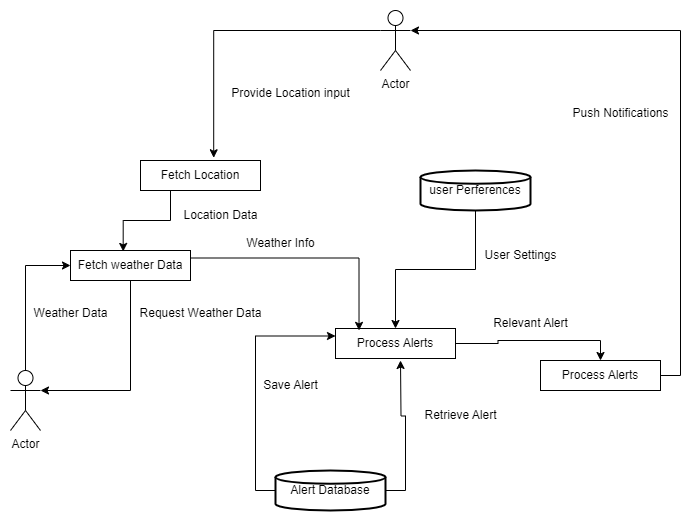 Actor
Provide Location input
Push Notifications
Fetch Location
user Perferences
Location Data
Weather Info
User Settings
Fetch weather Data
Weather Data
Request Weather Data
Relevant Alert
Process Alerts
Process Alerts
Save Alert
Retrieve Alert
Actor
Alert Database